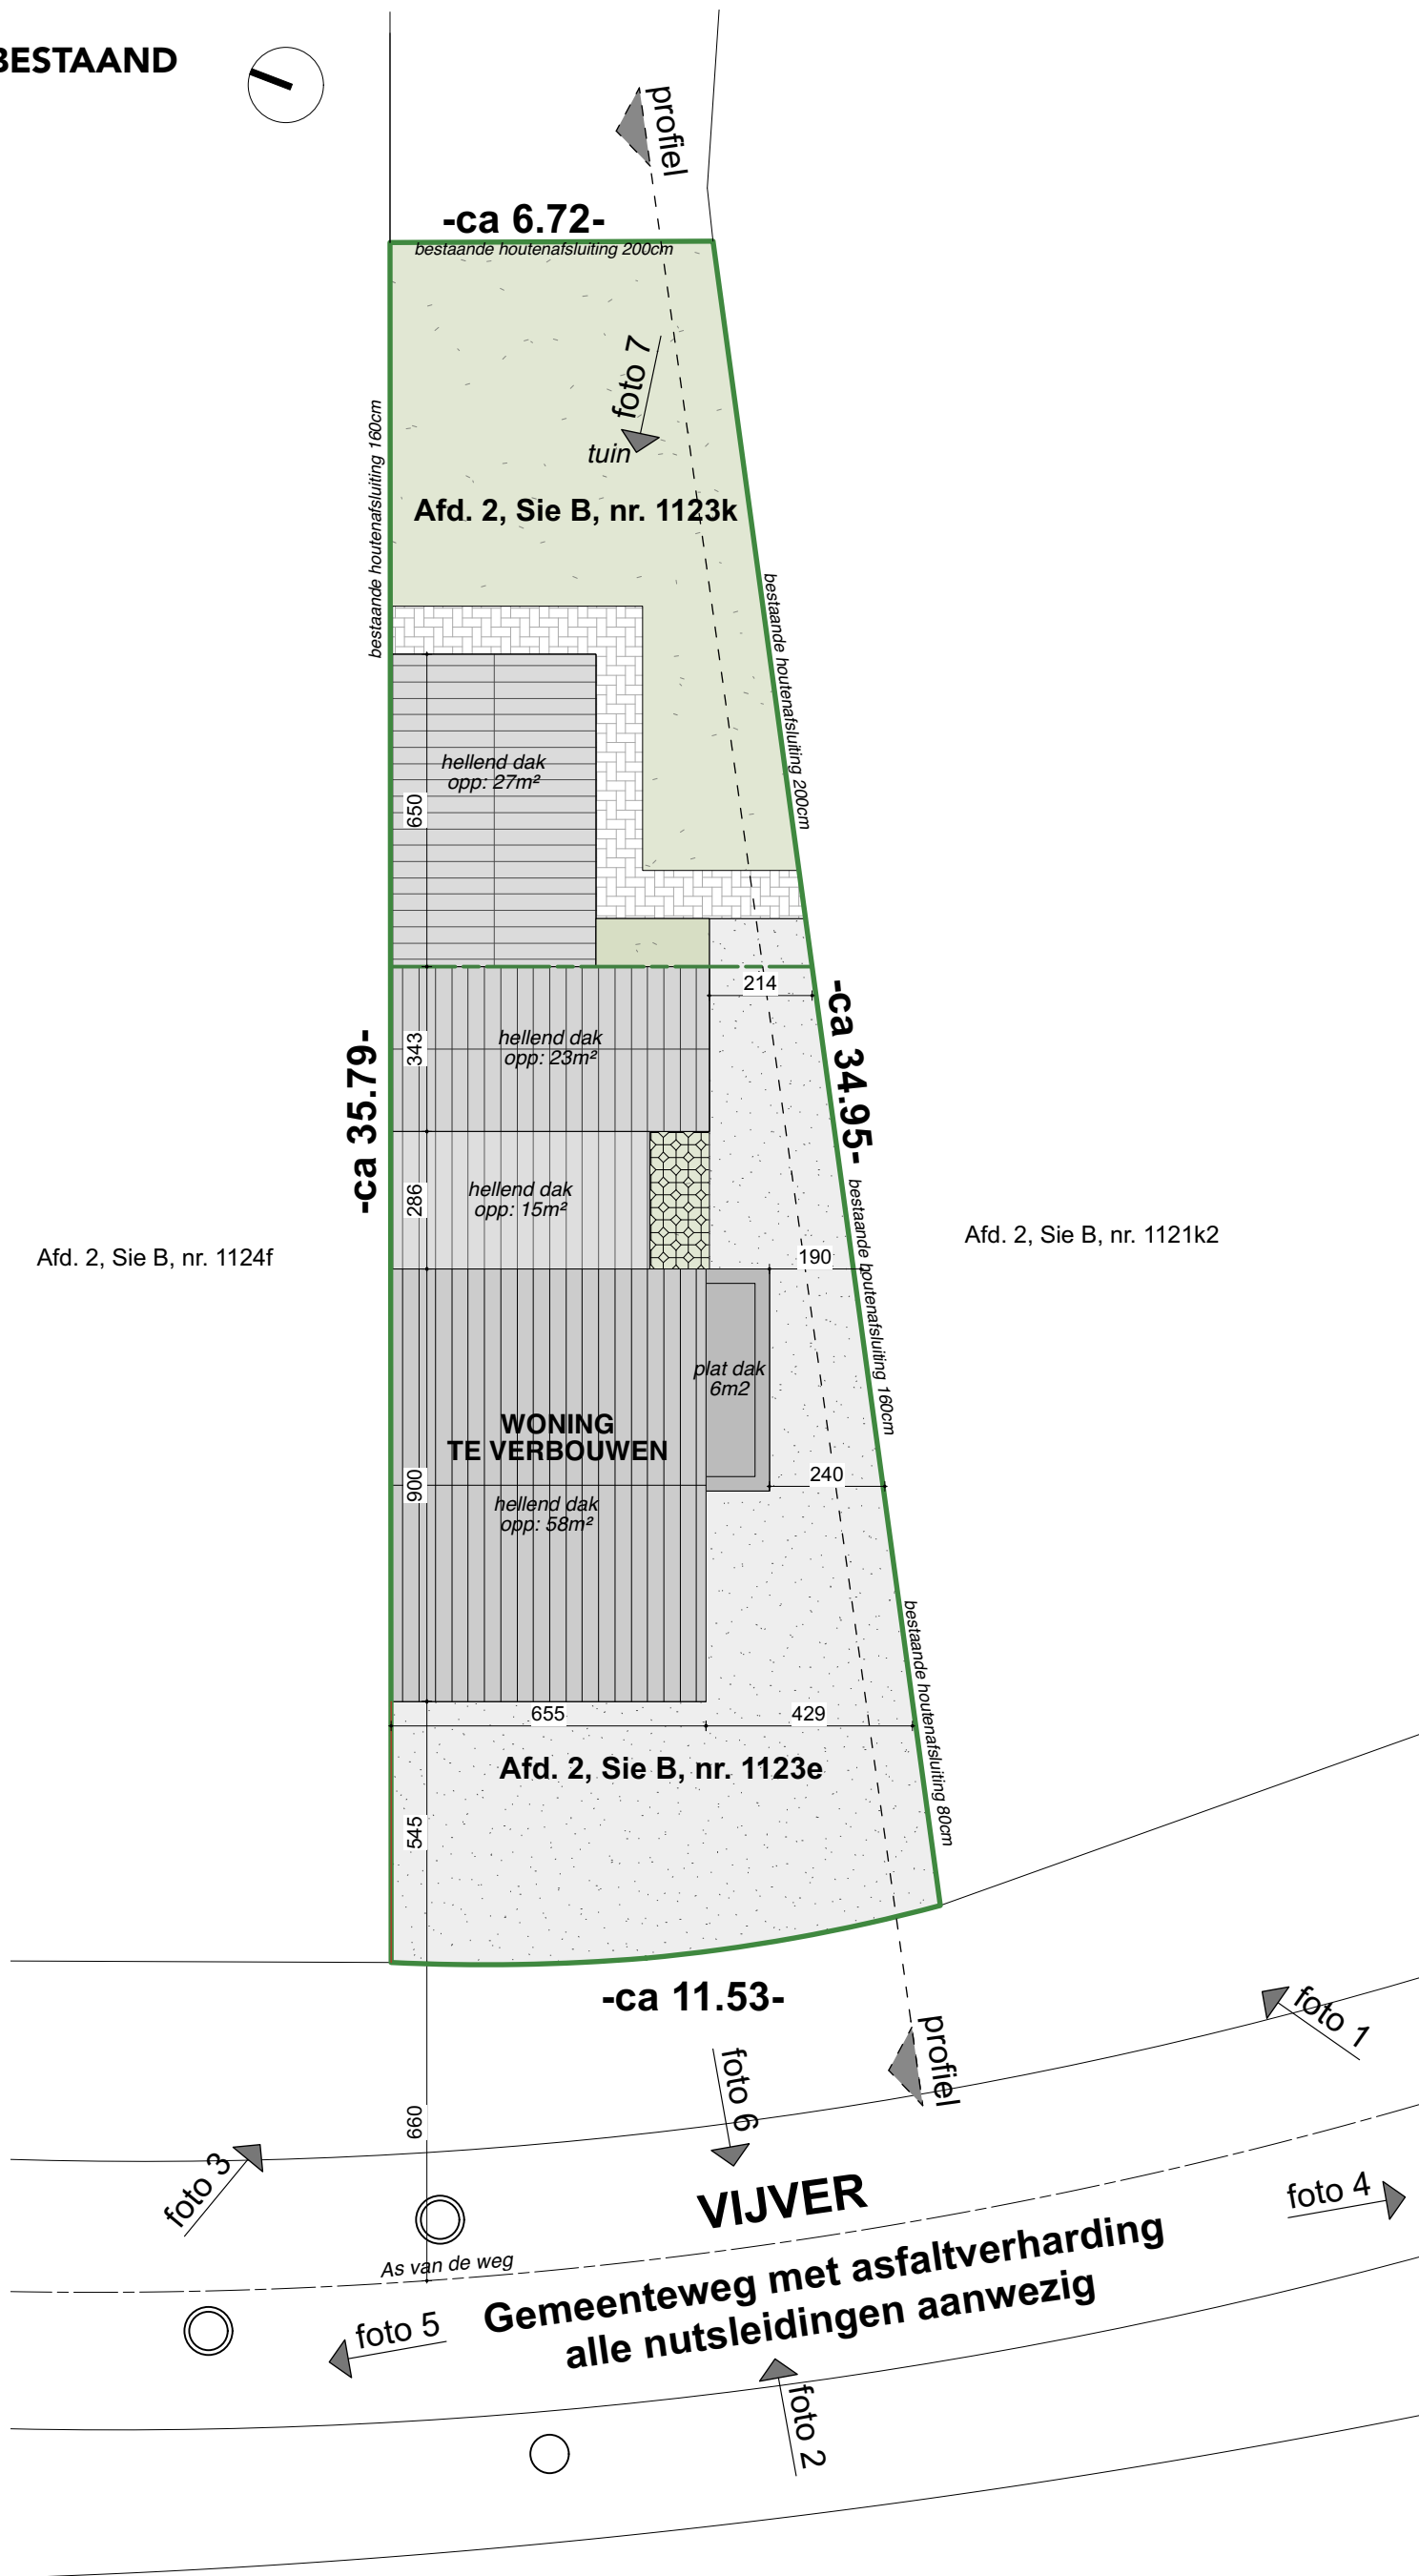 BESTAAND
profiel
-ca 6.72-
bestaande houtenafsluiting 200cm
foto 7
tuin
bestaande houtenafsluiting 160cm
Afd. 2, Sie B, nr. 1123k
bestaande houtenafsluiting 200cm
hellend dak
opp: 27m²
650
214
-ca 34.95-
343
hellend dak
opp: 23m²
-ca 35.79-
286
hellend dak
opp: 15m²
bestaande houtenafsluiting 160cm
Afd. 2, Sie B, nr. 1124f
Afd. 2, Sie B, nr. 1121k2
190
plat dak
6m2
WONING
TE VERBOUWEN
900
240
hellend dak
opp: 58m²
bestaande houtenafsluiting 80cm
655
429
Afd. 2, Sie B, nr. 1123e
545
-ca 11.53-
foto 1
profiel
foto 6
660
foto 3
VIJVER
foto 4
As van de weg
Gemeenteweg met asfaltverharding
alle nutsleidingen aanwezig
foto 5
foto 2